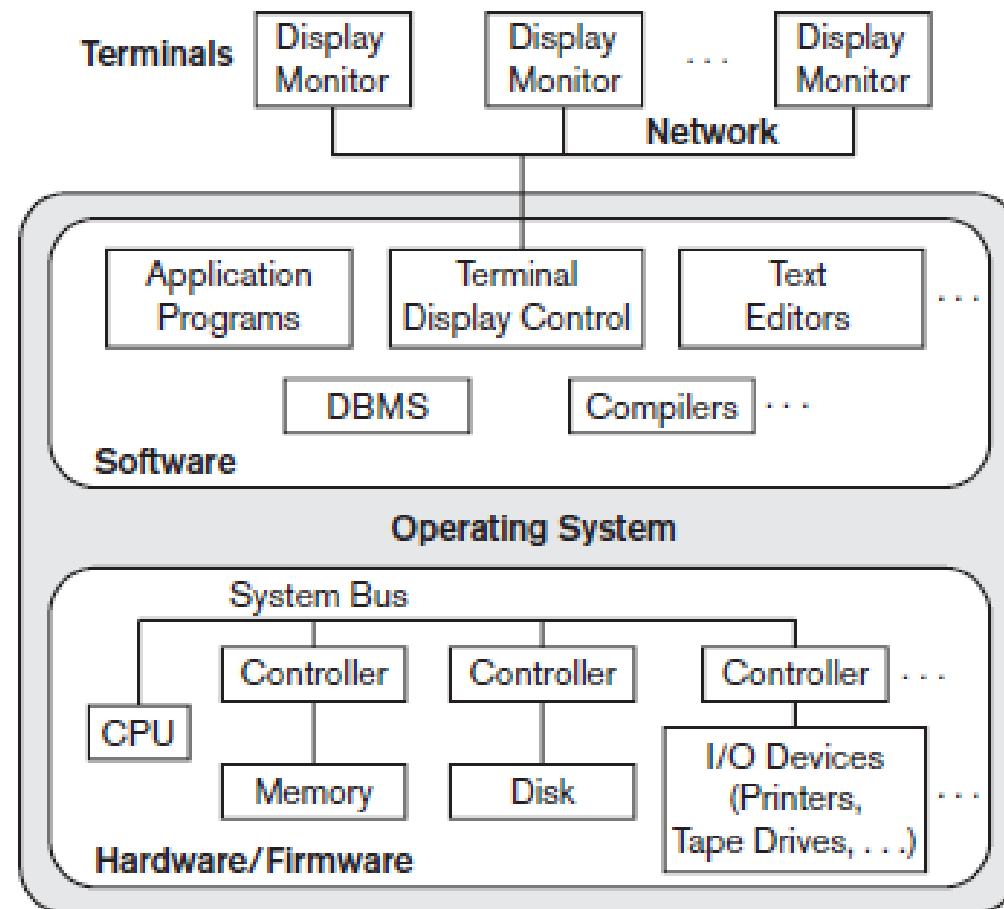 Terminals
Display
Monitor
Display
Monitor
. . .
Display
Monitor
Network
Application
Programs
Terminal
Display Control
Text
Editors
. . .
DBMS
Compilers
. . .
Software
Operating System
System Bus
Controller
Controller
Controller
. . .
CPU
Memory
Disk
I/O Devices
(Printers,
Tape Drives, . . .)
. . .
Hardware/Firmware